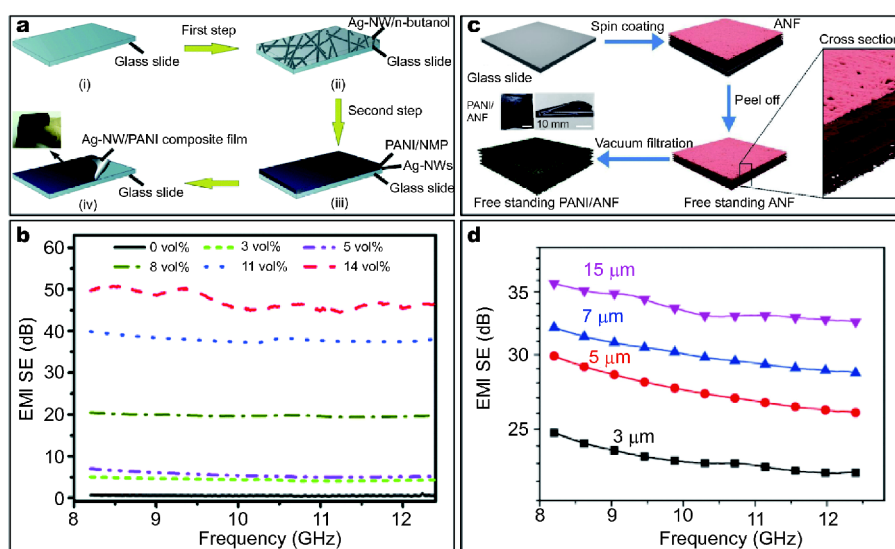 a
First step
Ag-NW/n-butanol
Glass slide
(i)
Glass slide
(ii)
Second step
Ag-NW/PANI composite film
PANI/NMP
Ag-NWs
Glass slide
Glass slide
(iv)
(iii)
b
60
50
40
30
20
10
0
EMI SE (dB)
0 vol%
3 vol%
5 vol%
8 vol%
11 vol%
14 vol%
8
9
10
11
12
Frequency (GHz)
c
Spin coating
ANF
Cross section
Glass slide
Peel off
PANI/
ANF
10 mm
Vacuum filtration
Free standing PANI/ANF
Free standing ANF
d
35
30
25
EMI SE (dB)
15 μm
7 μm
5 μm
3 μm
8
9
10
11
12
Frequency (GHz)